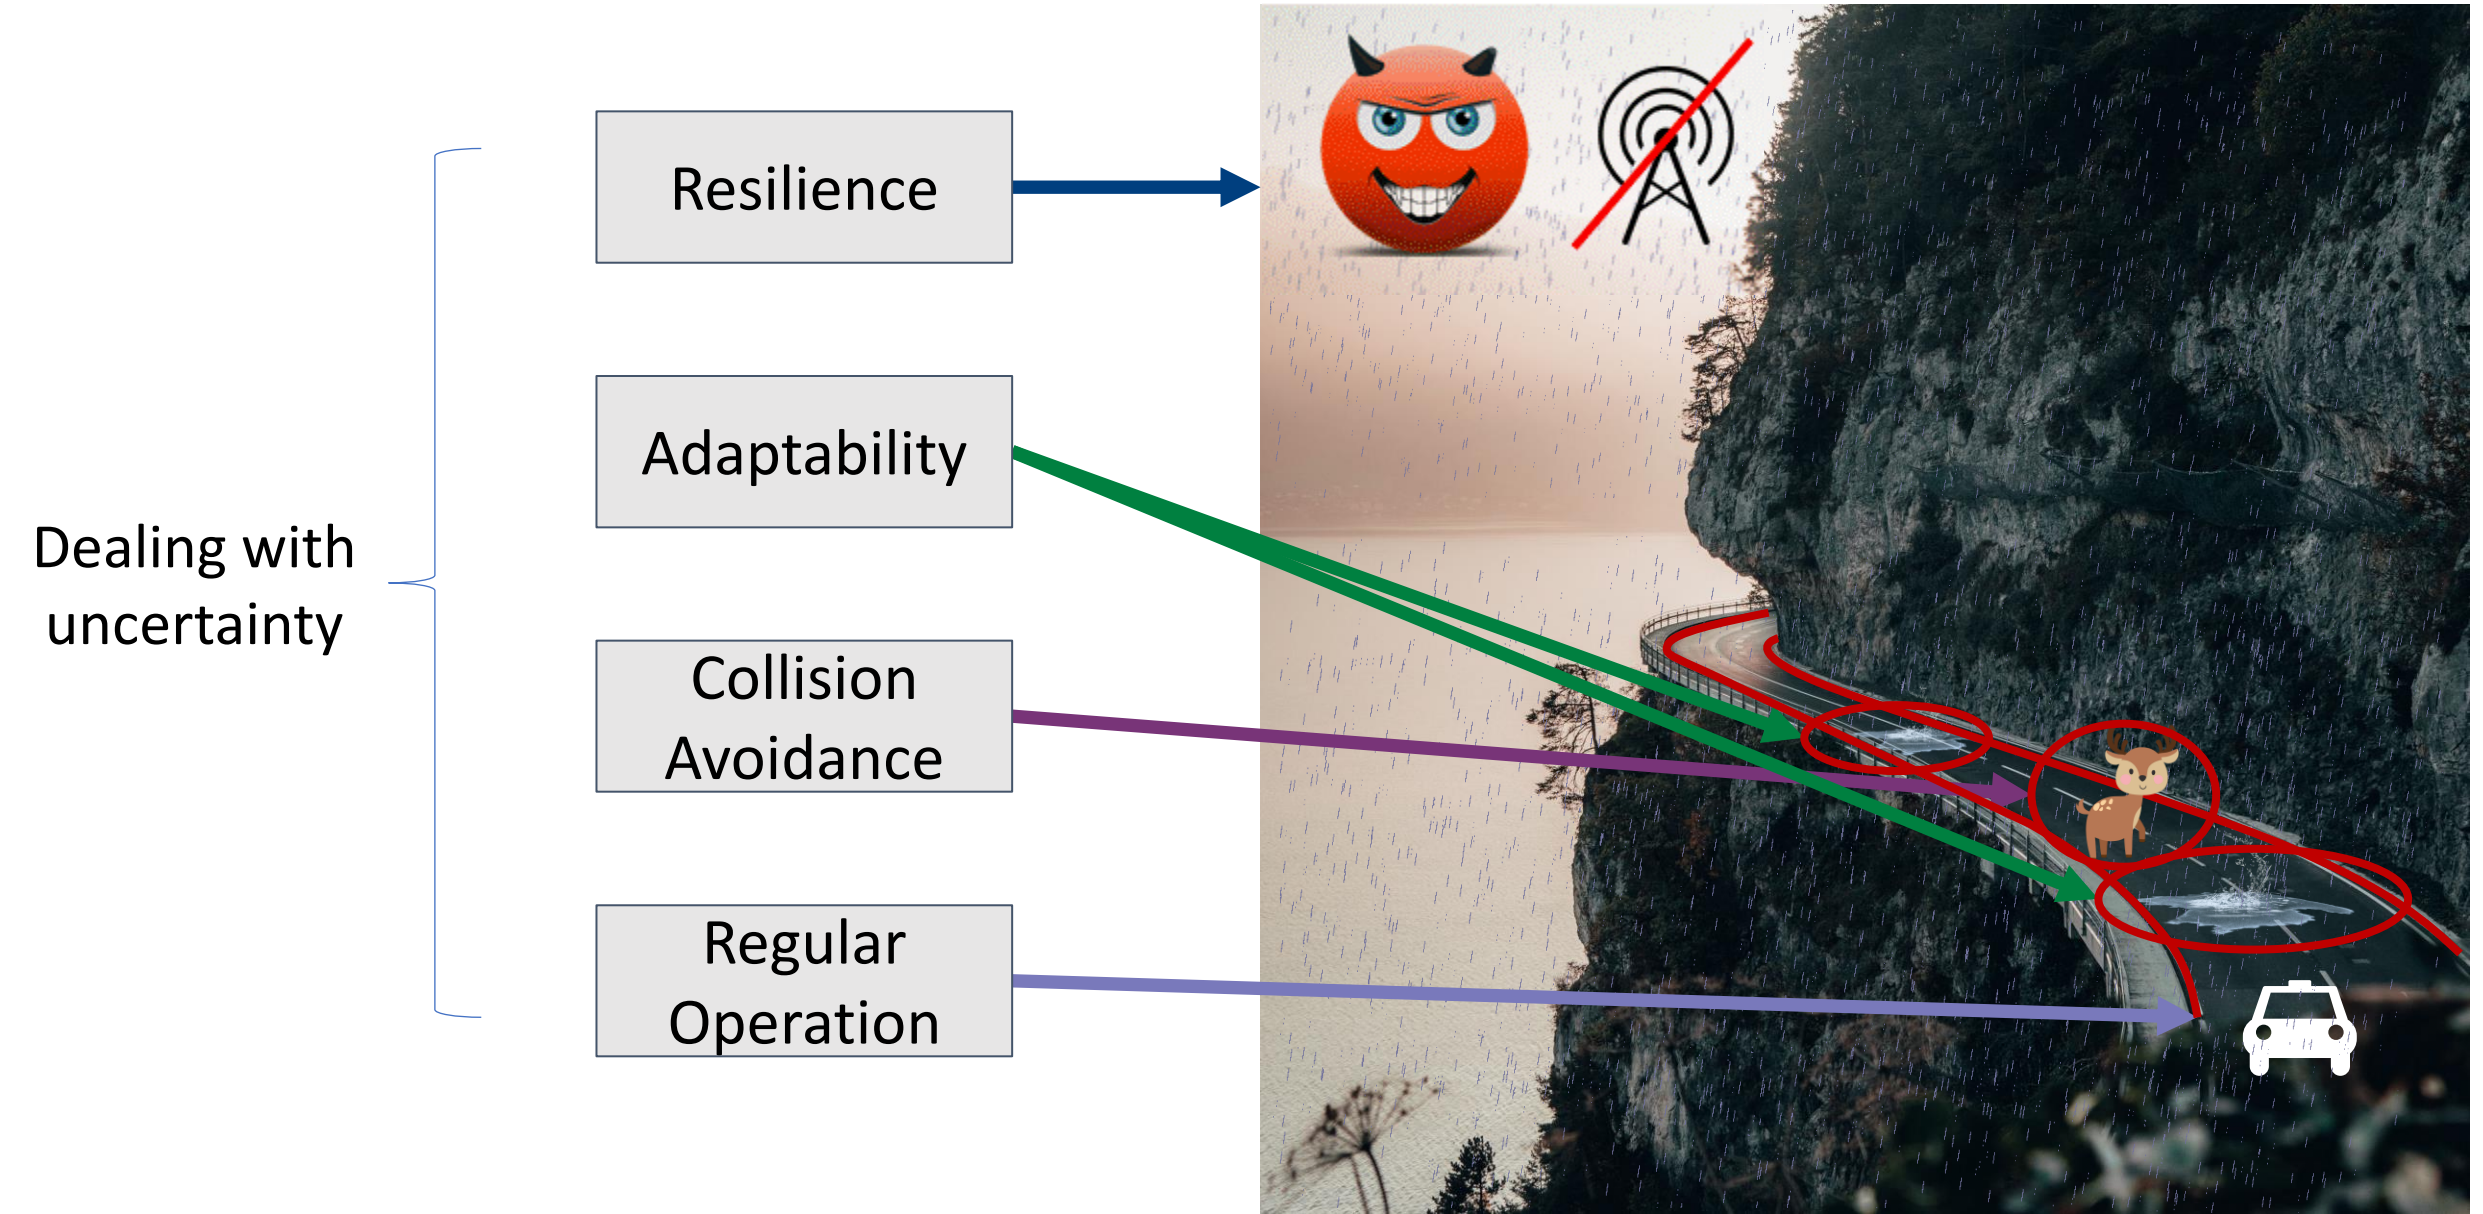 Resilience
Adaptability
Dealing with
uncertainty
Collision
Avoidance
Regular
Operation